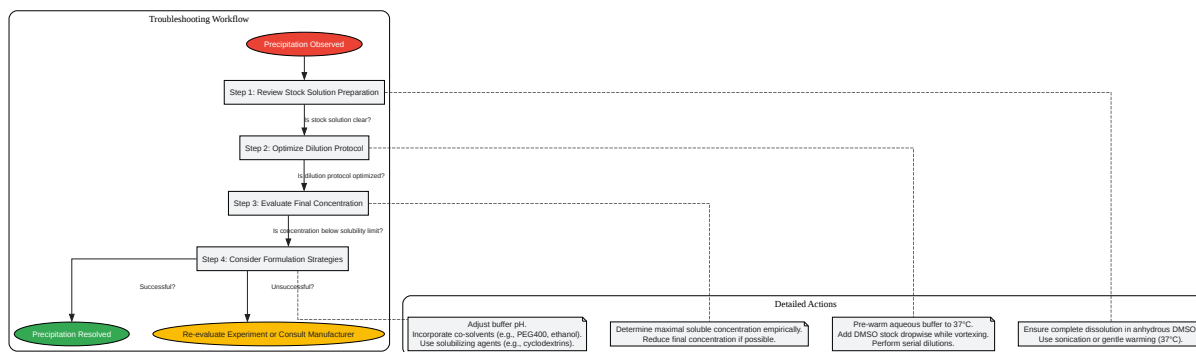 Troubleshooting Workflow
Precipitation Observed
Step 1: Review Stock Solution Preparation
Is stock solution clear?
Step 2: Optimize Dilution Protocol
Is dilution protocol optimized?
Step 3: Evaluate Final Concentration
Is concentration below solubility limit?
Step 4: Consider Formulation Strategies
Successful?
Unsuccessful?
Precipitation Resolved
Re-evaluate Experiment or Consult Manufacturer
Detailed Actions
Adjust buffer pH.
Incorporate co-solvents (e.g., PEG400, ethanol).
Use solubilizing agents (e.g., cyclodextrins).
Determine maximal soluble concentration empirically.
Reduce final concentration if possible.
Pre-warm aqueous buffer to 37°C.
Add DMSO stock dropwise while vortexing.
Perform serial dilutions.
Ensure complete dissolution in anhydrous DMSO.
Use sonication or gentle warming (37°C).